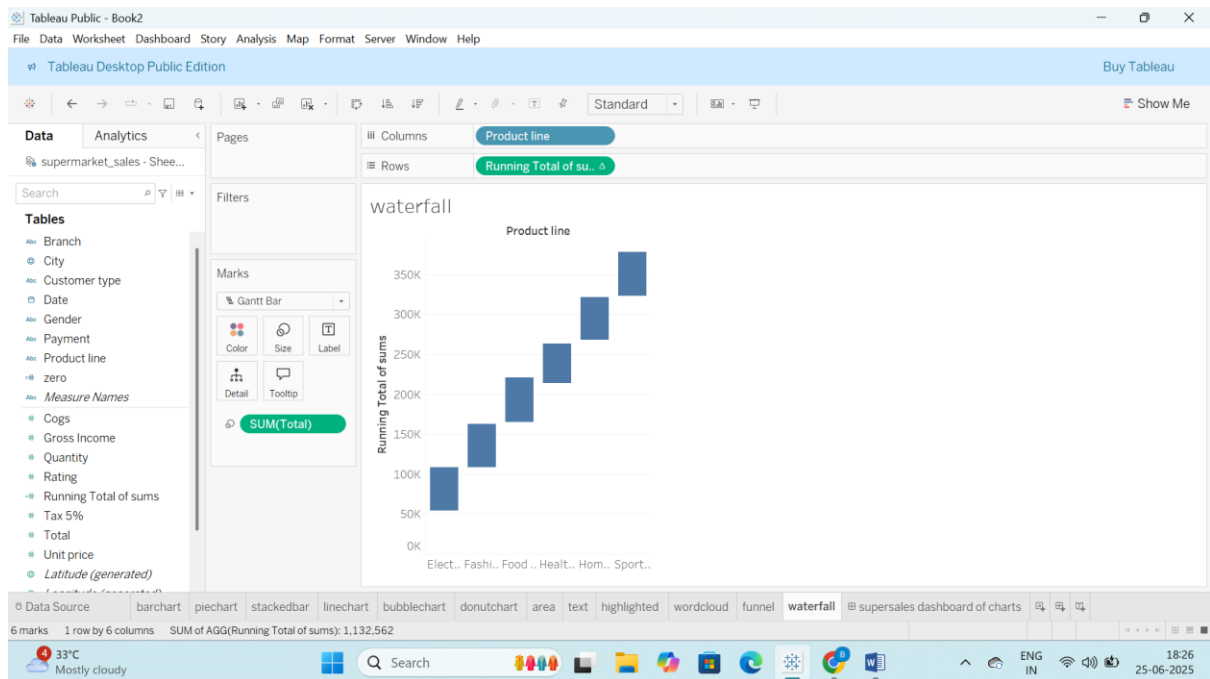 Tableau Public - Book2
File Data Worksheet Dashboard Story Analysis Map Format Server Window Help
Tableau Desktop Public Edition Buy Tableau
Standard Show Me
Data Analytics
supermarket_sales - Shee...
Search
Tables
Abc Branch
City
Abc Customer type
Date
Abc Gender
Abc Payment
Abc Product line
=# zero
Abc Measure Names
# Cogs
# Gross Income
# Quantity
# Rating
=# Running Total of sums
# Tax 5%
# Total
# Unit price
Latitude (generated)
Pages
Filters
Marks
Gantt Bar
Color Size Label
Detail Tooltip
SUM(Total)
Columns Product line
Rows Running Total of su.. Δ
waterfall
Product line
Running Total of sums
350K
300K
250K
200K
150K
100K
50K
0K
Elect.. Fashi.. Food .. Healt.. Hom.. Sport..
Data Source barchart piechart stackedbar linechart bubblechart donutchart area text highlighted wordcloud funnel waterfall supersales dashboard of charts
6 marks 1 row by 6 columns SUM of AGG(Running Total of sums): 1,132,562
4
33°C
Mostly cloudy
Search
ENG
IN
18:26
25-06-2025